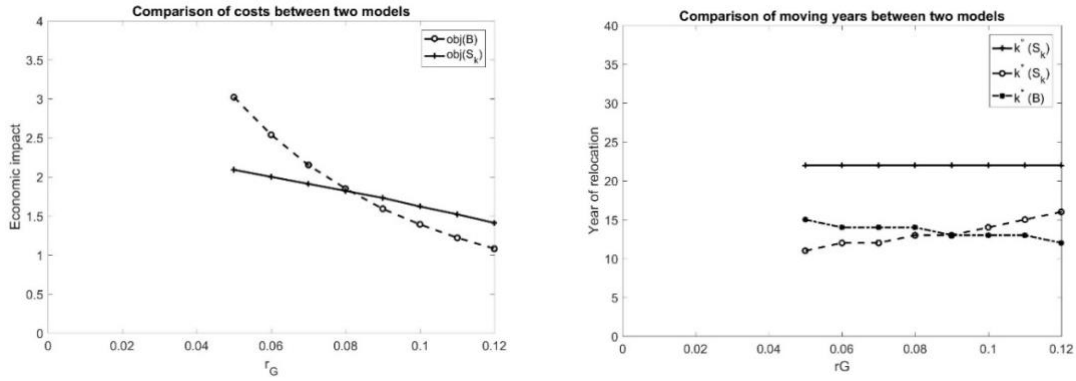 Comparison of costs between two models
4
3.5
3
2.5
2
1.5
1
0.5
0
Economic impact
obj(B)
obj(S_k)
0 0.02 0.04 0.06 0.08 0.1 0.12
r_G
Comparison of moving years between two models
40
35
30
25
20
15
10
5
0
Year of relocation
k^*(S_k)
k^*(S_k)
k^*(B)
0 0.02 0.04 0.06 0.08 0.1 0.12
rG